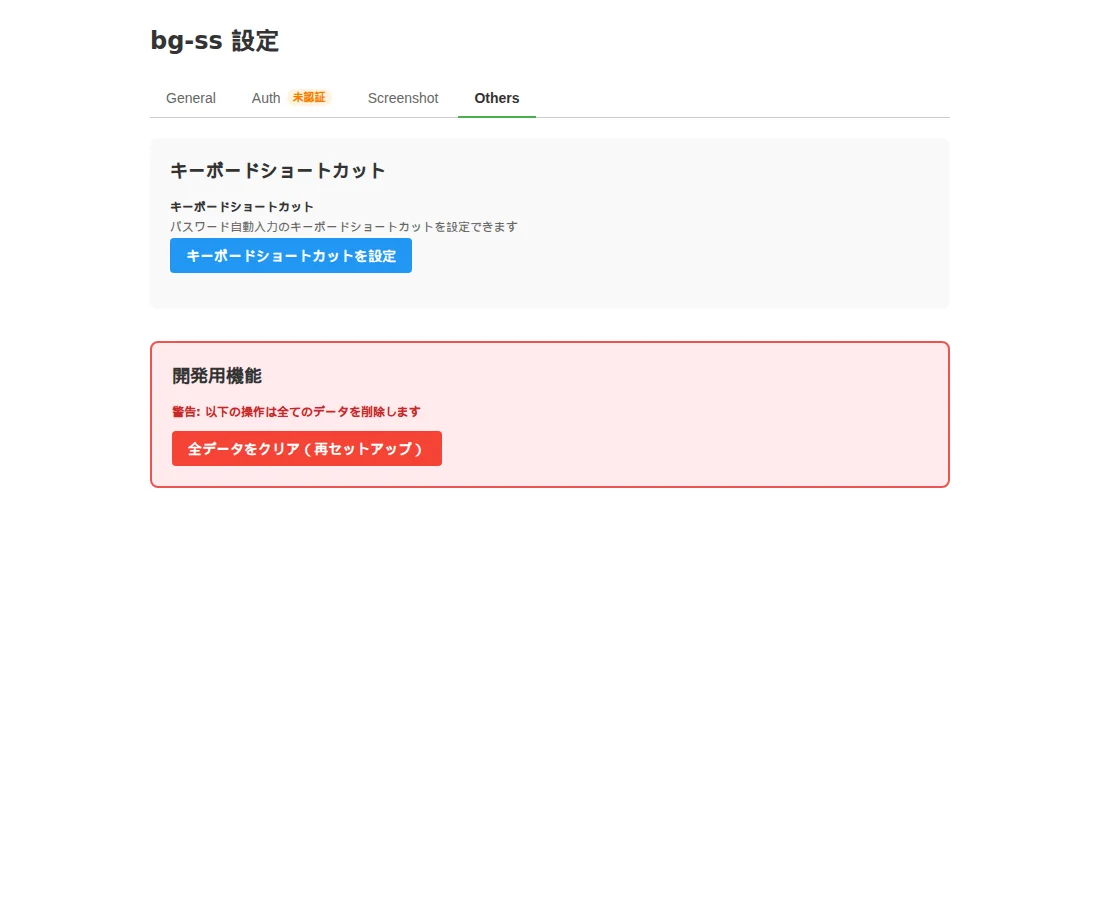 bg-ss 設定
General Auth 未認証 Screenshot Others
キーボードショートカット
キーボードショートカット
パスワード自動入力のキーボードショートカットを設定できます
キーボードショートカットを設定
開発用機能
警告: 以下の操作は全てのデータを削除します
全データをクリア（再セットアップ）